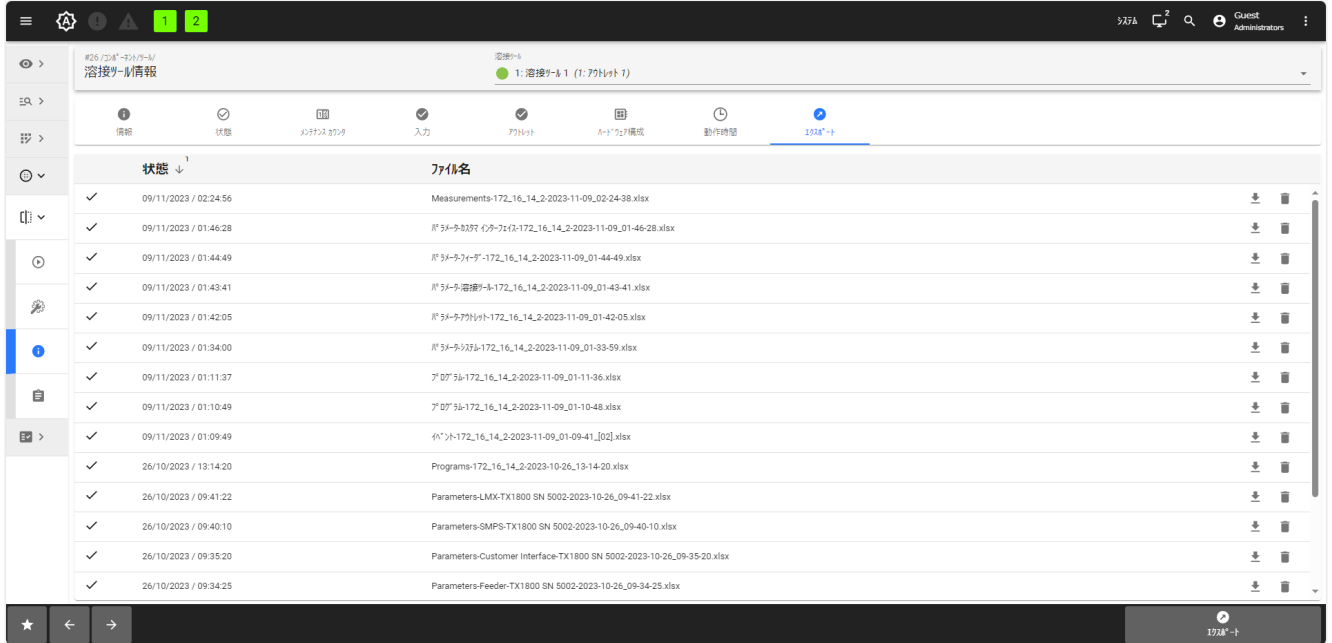 1 2 ｼｽﾃﾑ 2 Guest
Administrators
#26 /ｺﾝﾎﾟｰﾈﾝﾄ/ﾂｰﾙ/
溶接ﾂｰﾙ情報
溶接ﾂｰﾙ
1: 溶接ﾂｰﾙ 1 (1: ｱｳﾄﾚｯﾄ 1)
情報 状態 ﾒﾝﾃﾅﾝｽ ｶｳﾝﾀ 入力 ｱｳﾄﾚｯﾄ ﾊｰﾄﾞｳｪｱ構成 動作時間 ｴｸｽﾎﾟｰﾄ
状態 1 ﾌｧｲﾙ名
09/11/2023 / 02:24:56 Measurements-172_16_14_2-2023-11-09_02-24-38.xlsx
09/11/2023 / 01:46:28 ﾊﾟﾗﾒｰﾀ-ｶｽﾀﾏ ｲﾝﾀｰﾌｪｲｽ-172_16_14_2-2023-11-09_01-46-28.xlsx
09/11/2023 / 01:44:49 ﾊﾟﾗﾒｰﾀ-ﾌｨｰﾀﾞ-172_16_14_2-2023-11-09_01-44-49.xlsx
09/11/2023 / 01:43:41 ﾊﾟﾗﾒｰﾀ-溶接ﾂｰﾙ-172_16_14_2-2023-11-09_01-43-41.xlsx
09/11/2023 / 01:42:05 ﾊﾟﾗﾒｰﾀ-ｱｳﾄﾚｯﾄ-172_16_14_2-2023-11-09_01-42-05.xlsx
09/11/2023 / 01:34:00 ﾊﾟﾗﾒｰﾀ-ｼｽﾃﾑ-172_16_14_2-2023-11-09_01-33-59.xlsx
09/11/2023 / 01:11:37 ﾌﾟﾛｸﾞﾗﾑ-172_16_14_2-2023-11-09_01-11-36.xlsx
09/11/2023 / 01:10:49 ﾌﾟﾛｸﾞﾗﾑ-172_16_14_2-2023-11-09_01-10-48.xlsx
09/11/2023 / 01:09:49 ｲﾍﾞﾝﾄ-172_16_14_2-2023-11-09_01-09-41_[02].xlsx
26/10/2023 / 13:14:20 Programs-172_16_14_2-2023-10-26_13-14-20.xlsx
26/10/2023 / 09:41:22 Parameters-LMX-TX1800 SN 5002-2023-10-26_09-41-22.xlsx
26/10/2023 / 09:40:10 Parameters-SMPS-TX1800 SN 5002-2023-10-26_09-40-10.xlsx
26/10/2023 / 09:35:20 Parameters-Customer Interface-TX1800 SN 5002-2023-10-26_09-35-20.xlsx
26/10/2023 / 09:34:25 Parameters-Feeder-TX1800 SN 5002-2023-10-26_09-34-25.xlsx
ｴｸｽﾎﾟｰﾄ